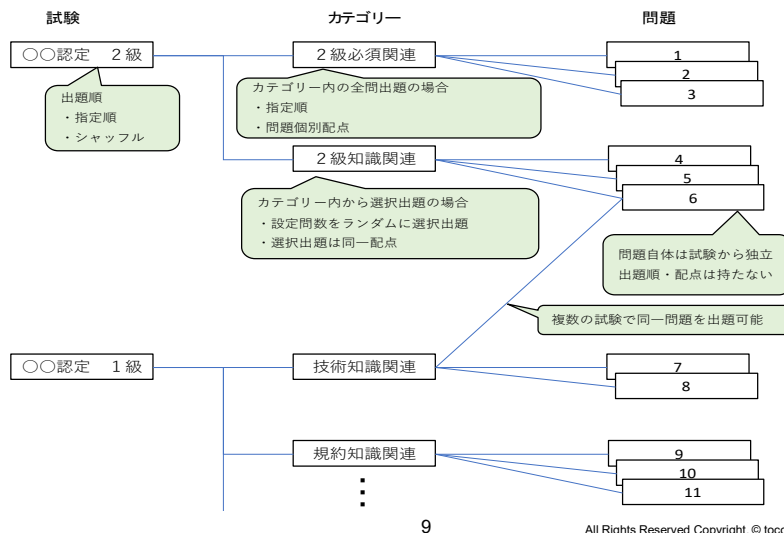 試験 カテゴリー 問題
○○認定 2級
2級必須関連
1
2
3
出題順
・指定順
・シャッフル
カテゴリー内の全問出題の場合
・指定順
・問題個別配点
2級知識関連
4
5
6
カテゴリー内から選択出題の場合
・設定問数をランダムに選択出題
・選択出題は同一配点
問題自体は試験から独立
出題順・配点は持たない
複数の試験で同一問題を出題可能
○○認定 1級
技術知識関連
7
8
規約知識関連
9
10
11
9
All Rights Reserved Copyright © toco